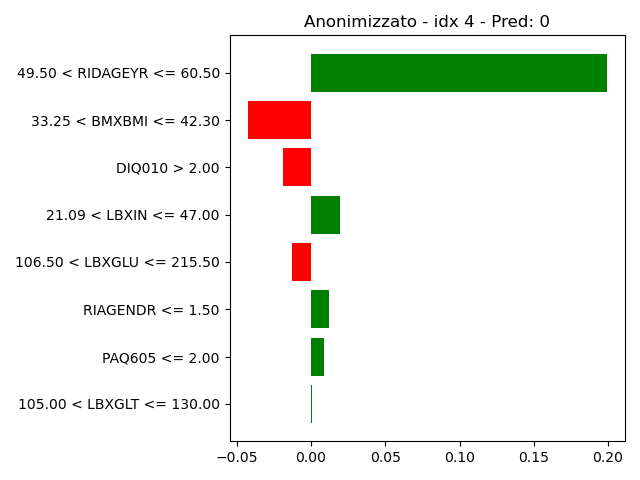 Anonimizzato - idx 4 - Pred: 0
49.50 < RIDAGEYR <= 60.50
33.25 < BMXBMI <= 42.30
DIQ010 > 2.00
21.09 < LBXIN <= 47.00
106.50 < LBXGLU <= 215.50
RIAGENDR <= 1.50
PAQ605 <= 2.00
105.00 < LBXGLT <= 130.00
−0.05 0.00 0.05 0.10 0.15 0.20